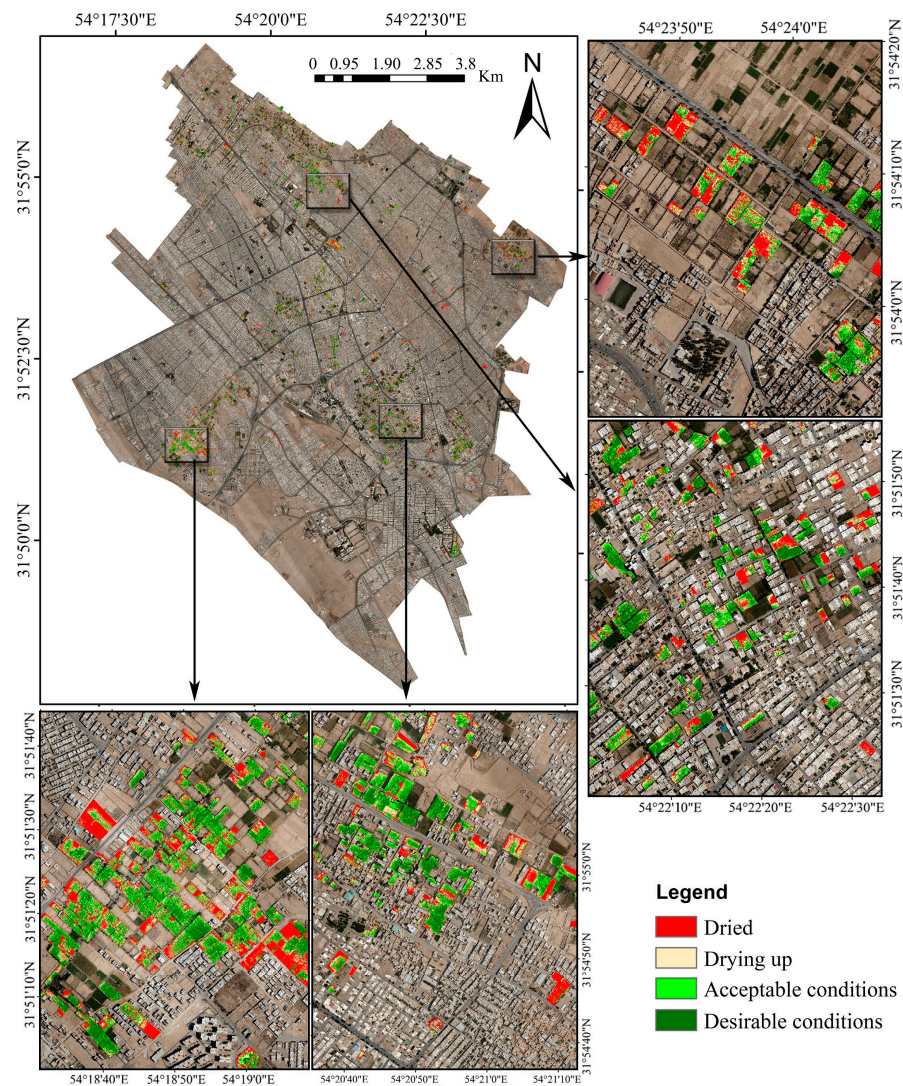 54°17'30"E 54°20'0"E 54°22'30"E
54°23'50"E 54°24'0"E
N
0 0.95 1.90 2.85 3.8
Km
31°55'0"N
31°52'30"N
31°50'0"N
31°54'20"N
31°54'10"N
31°54'0"N
31°51'50"N
31°51'40"N
31°51'30"N
54°22'10"E 54°22'20"E 54°22'30"E
31°51'40"N
31°51'30"N
31°51'20"N
31°51'10"N
31°55'0"N
31°54'50"N
31°54'40"N
54°18'40"E 54°18'50"E 54°19'0"E
54°20'40"E 54°20'50"E 54°21'0"E 54°21'10"E
Legend
Dried
Drying up
Acceptable conditions
Desirable conditions